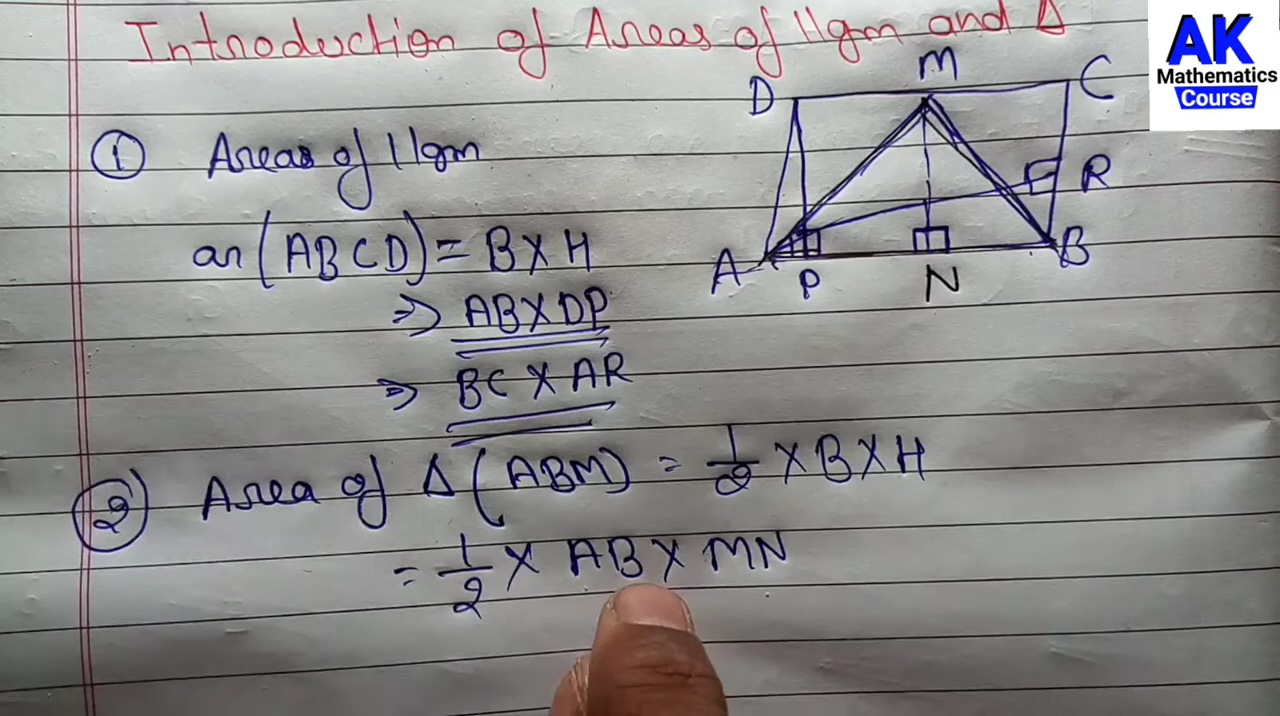 Introduction of Areas of ||gm and Δ
AK
Mathematics
Course
D M C
① Areas of ||gm
R
ar(ABCD) = B X H
A P N B
⇒ AB X DP
⇒ BC X AR
② Area of Δ(ABM) = 1/2 X B X H
= 1/2 X AB X MN